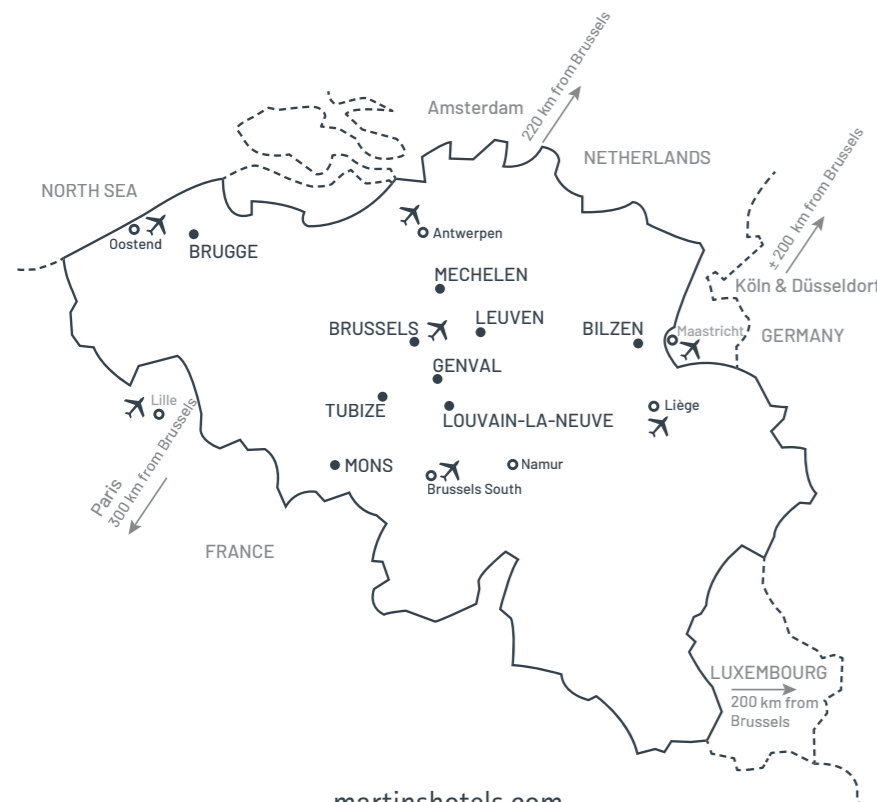 Amsterdam
220 km from Brussels
NETHERLANDS
NORTH SEA
Oostend
BRUGGE
Antwerpen
± 200 km from Brussels
Köln & Düsseldorf
MECHELEN
LEUVEN
BRUSSELS
BILZEN
Maastricht
GERMANY
GENVAL
Lille
TUBIZE
LOUVAIN-LA-NEUVE
Liège
Paris
300 km from Brussels
MONS
Namur
Brussels South
FRANCE
LUXEMBOURG
200 km from
Brussels
martinshotels.com